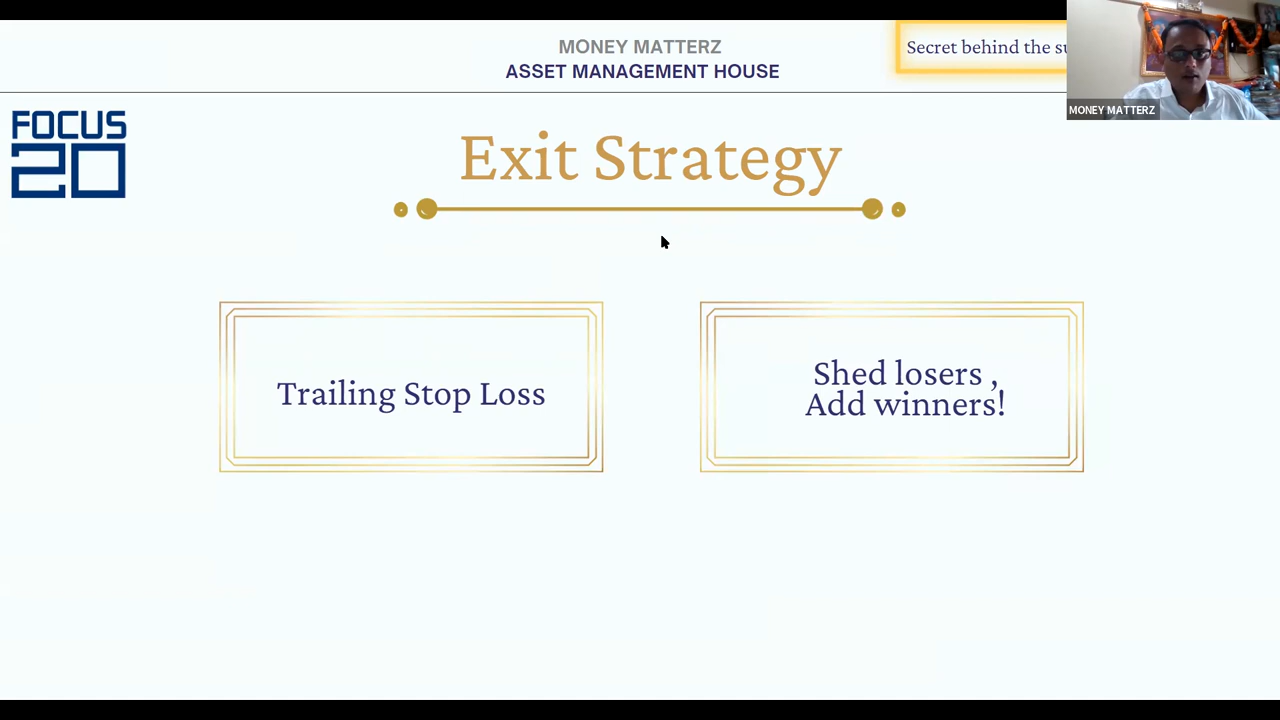 MONEY MATTERZ
ASSET MANAGEMENT HOUSE
Secret behind the
MONEY MATTERZ
FOCUS
20
Exit Strategy
Trailing Stop Loss
Shed losers ,
Add winners!